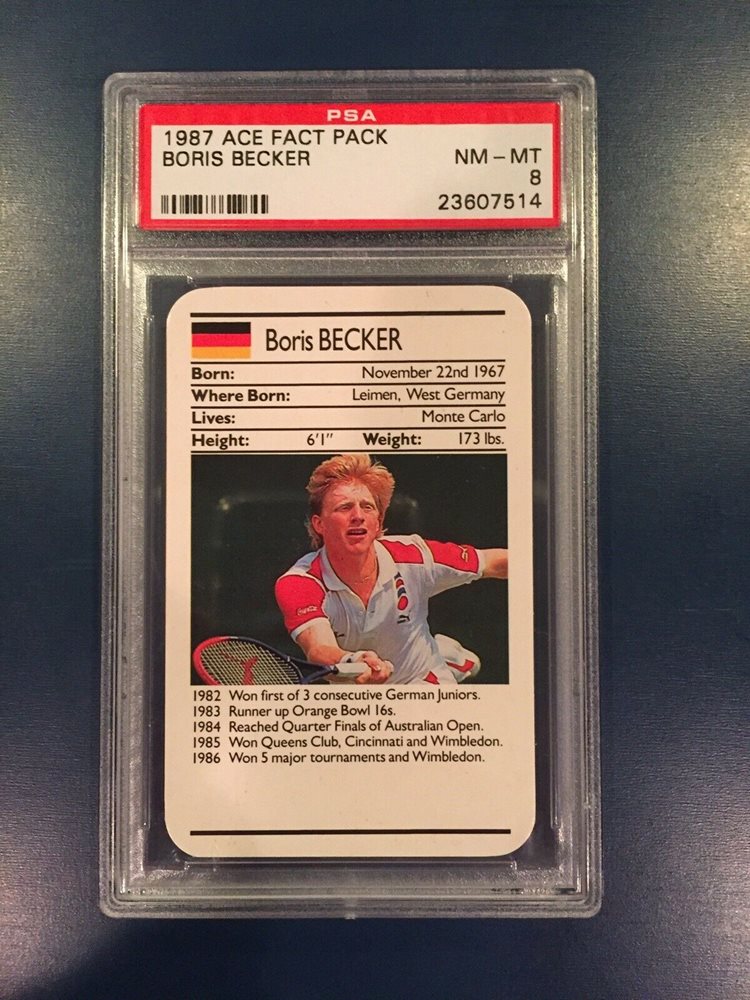 PSA
1987 ACE FACT PACK
BORIS BECKER NM - MT
8
23607514
Boris BECKER
Born: November 22nd 1967
Where Born: Leimen, West Germany
Lives: Monte Carlo
Height: 6'1" Weight: 173 lbs.
Coca-Cola
1982 Won first of 3 consecutive German Juniors.
1983 Runner up Orange Bowl 16s.
1984 Reached Quarter Finals of Australian Open.
1985 Won Queens Club, Cincinnati and Wimbledon.
1986 Won 5 major tournaments and Wimbledon.